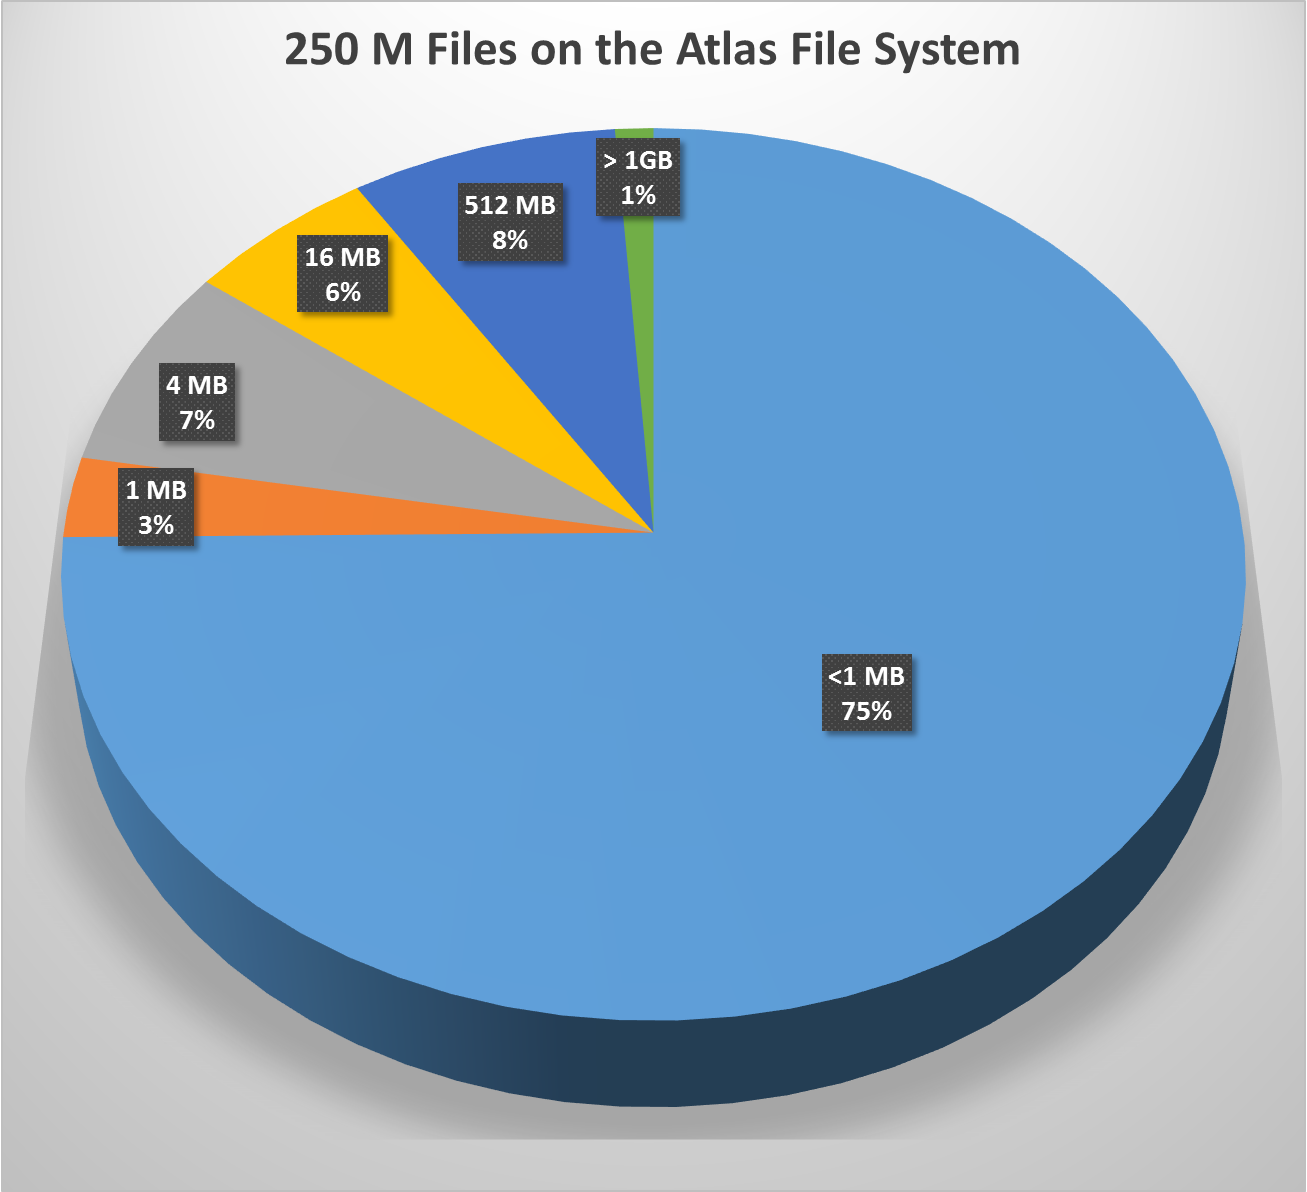 250 M Files on the Atlas File System
> 1GB
1%
512 MB
8%
16 MB
6%
4 MB
7%
1 MB
3%
<1 MB
75%